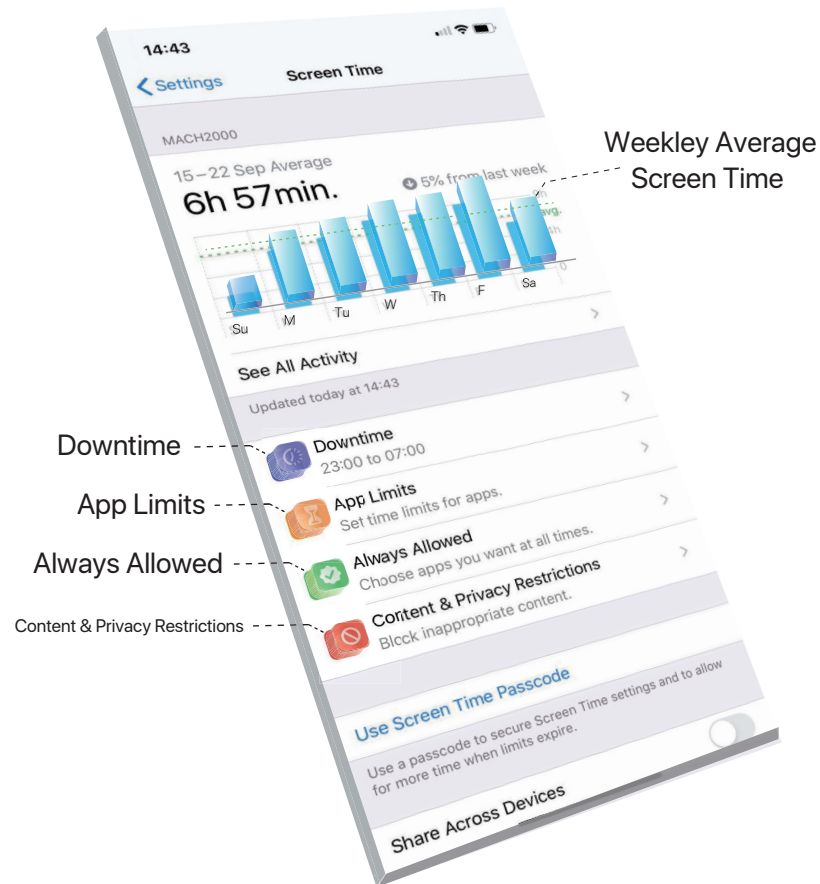 14:43
Settings
Screen Time
MACH2000
15–22 Sep Average
6h 57min.
5% from last week
Weekley Average
Screen Time
avg.
0
Su M Tu W Th F Sa
See All Activity
Updated today at 14:43
Downtime
Downtime
23:00 to 07:00
App Limits
App Limits
Set time limits for apps.
Always Allowed
Always Allowed
Choose apps you want at all times.
Content & Privacy Restrictions
Content & Privacy Restrictions
Block inappropriate content.
Use Screen Time Passcode
Use a passcode to secure Screen Time settings and to allow
for more time when limits expire.
Share Across Devices